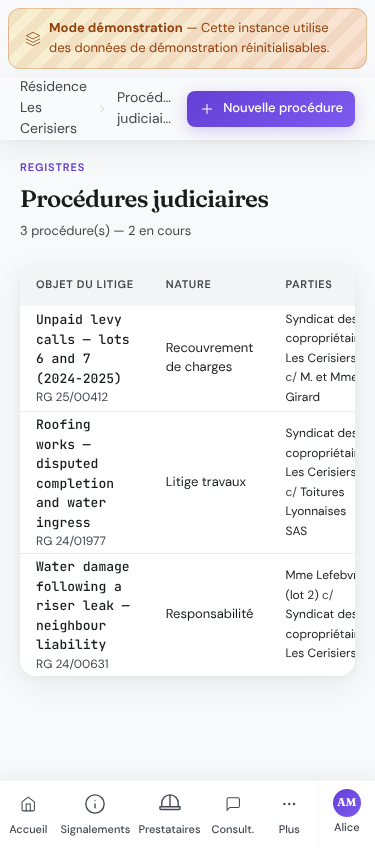 Mode démonstration — Cette instance utilise
des données de démonstration réinitialisables.
Résidence
Les
Cerisiers
Procéd...
judiciai...
Nouvelle procédure
REGISTRES
Procédures judiciaires
3 procédure(s) — 2 en cours
OBJET DU LITIGE
NATURE
PARTIES
Unpaid levy
calls — lots
6 and 7
(2024-2025)
RG 25/00412
Recouvrement
de charges
Syndicat des
copropriétair
Les Cerisiers
c/ M. et Mme
Girard
Roofing
works —
disputed
completion
and water
ingress
RG 24/01977
Litige travaux
Syndicat des
copropriétair
Les Cerisiers
c/ Toitures
Lyonnaises
SAS
Water damage
following a
riser leak —
neighbour
liability
RG 24/00631
Responsabilité
Mme Lefebvr
(lot 2) c/
Syndicat des
copropriétair
Les Cerisiers
Accueil
Signalements
Prestataires
Consult.
Plus
AM
Alice